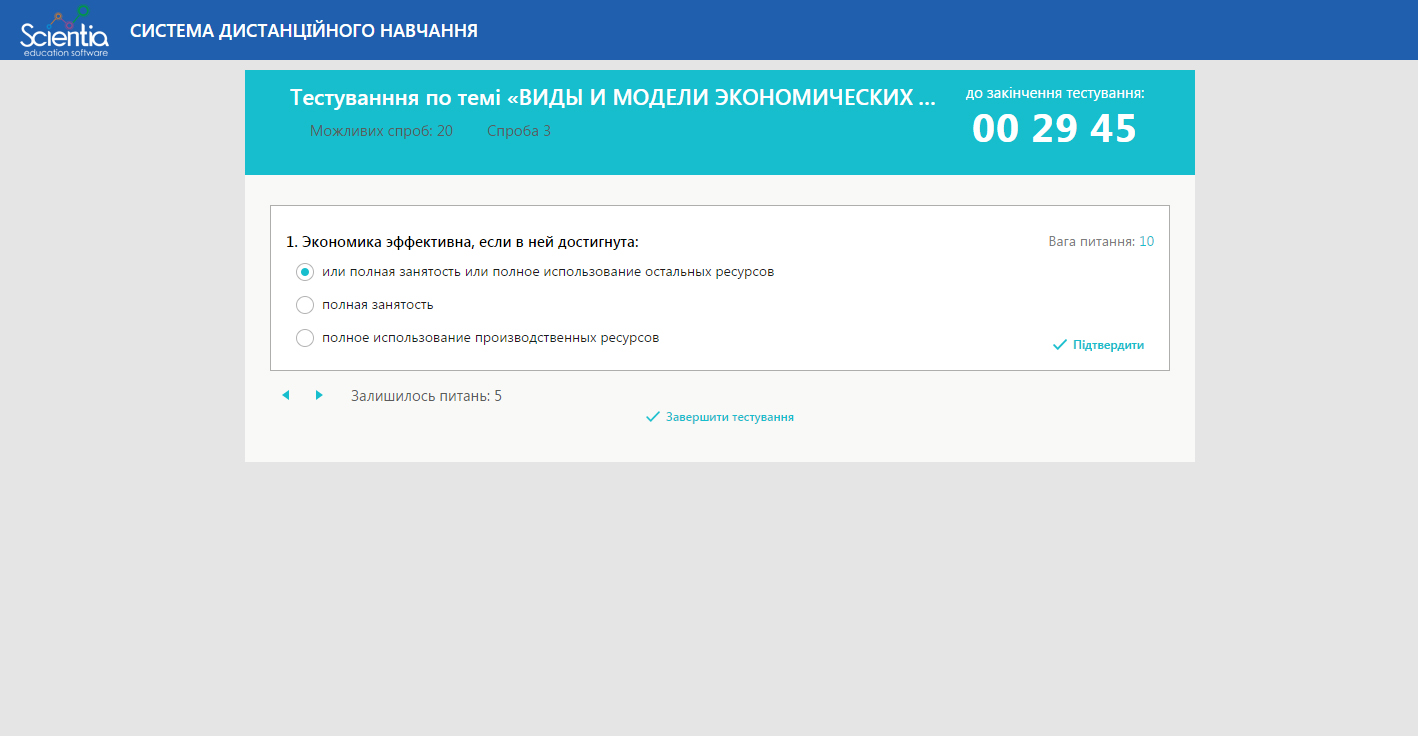 Scientia
education software
СИСТЕМА ДИСТАНЦІЙНОГО НАВЧАННЯ
Тестуванння по темі «ВИДЫ И МОДЕЛИ ЭКОНОМИЧЕСКИХ ...
до закінчення тестування:
Можливих спроб: 20 Спроба 3
00 29 45
1. Экономика эффективна, если в ней достигнута:
Вага питання: 10
или полная занятость или полное использование остальных ресурсов
полная занятость
полное использование производственных ресурсов
Підтвердити
Залишилось питань: 5
Завершити тестування